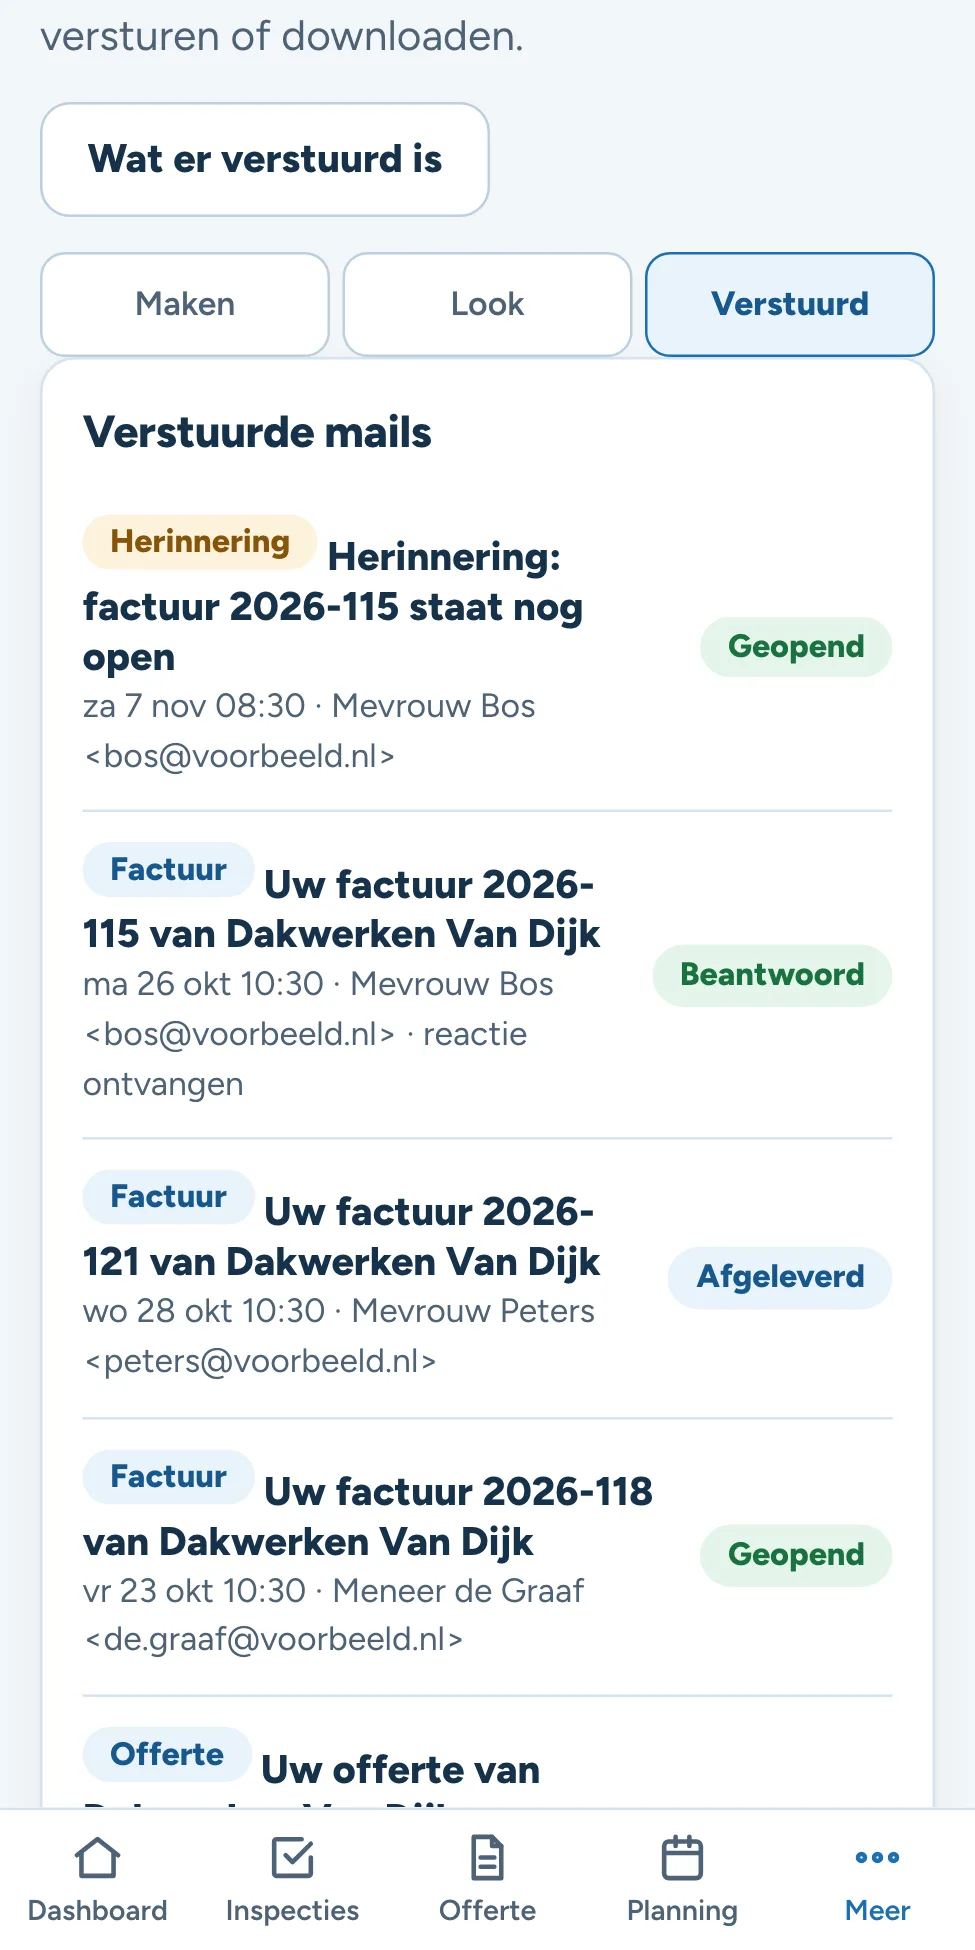 versturen of downloaden.
Wat er verstuurd is
Maken
Look
Verstuurd
Verstuurde mails
Herinnering Herinnering:
factuur 2026-115 staat nog
open
Geopend
za 7 nov 08:30 · Mevrouw Bos
<bos@voorbeeld.nl>
Factuur Uw factuur 2026-
115 van Dakwerken Van Dijk
Beantwoord
ma 26 okt 10:30 · Mevrouw Bos
<bos@voorbeeld.nl> · reactie
ontvangen
Factuur Uw factuur 2026-
121 van Dakwerken Van Dijk
Afgeleverd
wo 28 okt 10:30 · Mevrouw Peters
<peters@voorbeeld.nl>
Factuur Uw factuur 2026-118
van Dakwerken Van Dijk
Geopend
vr 23 okt 10:30 · Meneer de Graaf
<de.graaf@voorbeeld.nl>
Offerte Uw offerte van
Dashboard
Inspecties
Offerte
Planning
Meer